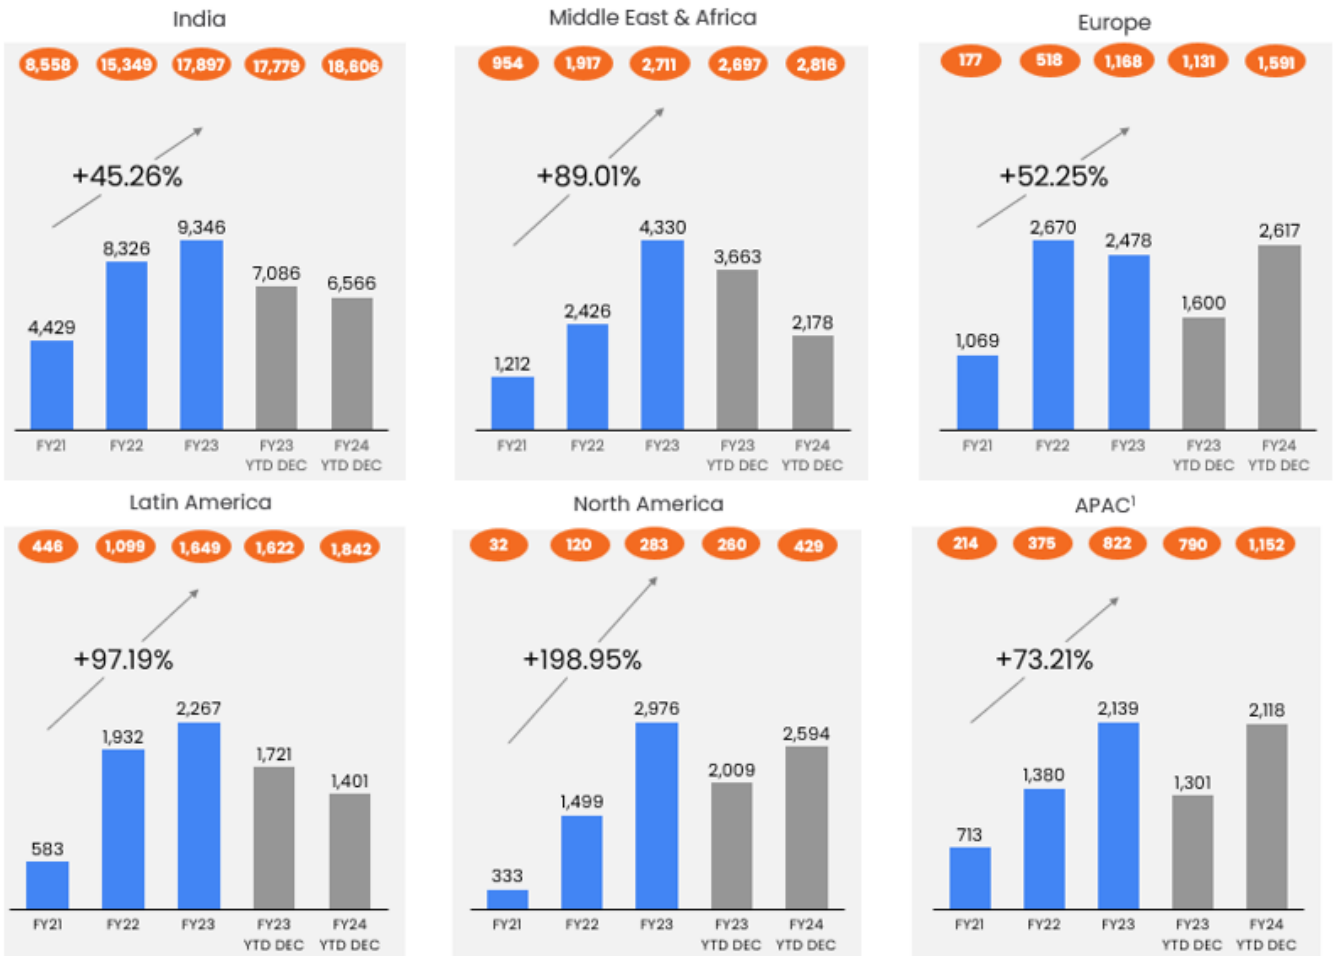 India
8,558 15,349 17,897 17,779 18,606
+45.26%
4,429 8,326 9,346 7,086 6,566
FY21 FY22 FY23 FY23 FY24
YTD DEC YTD DEC
Middle East & Africa
954 1,917 2,711 2,697 2,816
+89.01%
1,212 2,426 4,330 3,663 2,178
FY21 FY22 FY23 FY23 FY24
YTD DEC YTD DEC
Europe
177 518 1,168 1,131 1,591
+52.25%
1,069 2,670 2,478 1,600 2,617
FY21 FY22 FY23 FY23 FY24
YTD DEC YTD DEC
Latin America
446 1,099 1,649 1,622 1,842
+97.19%
583 1,932 2,267 1,721 1,401
FY21 FY22 FY23 FY23 FY24
YTD DEC YTD DEC
North America
32 120 283 260 429
+198.95%
333 1,499 2,976 2,009 2,594
FY21 FY22 FY23 FY23 FY24
YTD DEC YTD DEC
APAC¹
214 375 822 790 1,152
+73.21%
713 1,380 2,139 1,301 2,118
FY21 FY22 FY23 FY23 FY24
YTD DEC YTD DEC